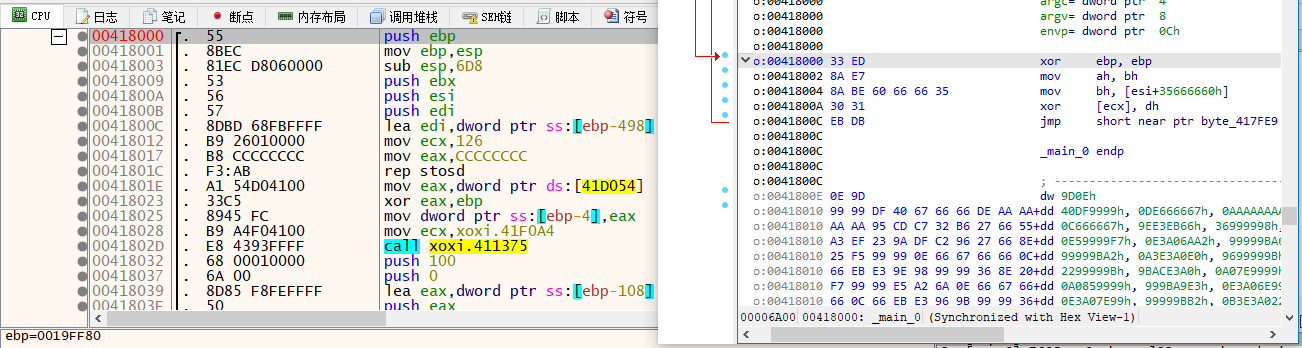 CPU 日志 笔记 断点 内存布局 调用堆栈 SEH链 脚本 符号
00418000 . 55 push ebp
00418001 . 8BEC mov ebp,esp
00418003 . 81EC D8060000 sub esp,6D8
00418009 . 53 push ebx
0041800A . 56 push esi
0041800B . 57 push edi
0041800C . 8DBD 68FBFFFF lea edi,dword ptr ss:[ebp-498]
00418012 . B9 26010000 mov ecx,126
00418017 . B8 CCCCCCCC mov eax,CCCCCCCC
0041801C . F3:AB rep stosd
0041801E . A1 54D04100 mov eax,dword ptr ds:[41D054]
00418023 . 33C5 xor eax,ebp
00418025 . 8945 FC mov dword ptr ss:[ebp-4],eax
00418028 . B9 A4F04100 mov ecx,xoxi.41F0A4
0041802D . E8 4393FFFF call xoxi.411375
00418032 . 68 00010000 push 100
00418037 . 6A 00 push 0
00418039 . 8D85 F8FEFFFF lea eax,dword ptr ss:[ebp-108]
0041803F . 50 push eax
ebp=0019FF80
o:00418000 argc= dword ptr 4
o:00418000 argv= dword ptr 8
o:00418000 envp= dword ptr 0Ch
o:00418000
o:00418000 33 ED xor ebp, ebp
o:00418002 8A E7 mov ah, bh
o:00418004 8A BE 60 66 66 35 mov bh, [esi+35666660h]
o:0041800A 30 31 xor [ecx], dh
o:0041800C EB DB jmp short near ptr byte_417FE9
o:0041800C
o:0041800C _main_0 endp
o:0041800C
o:0041800C ; ----------------------------------
o:0041800E 0E 9D dw 9D0Eh
o:00418010 99 99 DF 40 67 66 66 DE AA AA+dd 40DF9999h, 0DE666667h, 0AAAAAAAA
o:00418010 AA AA 95 CD C7 32 B6 27 66 55+dd 0C666667h, 9EE3EB66h, 36999998h,
o:00418010 A3 EF 23 9A DF C2 96 27 66 8E+dd 0E59999F7h, 0E3A06AA2h, 99999BA6
o:00418010 25 F5 99 99 0E 66 67 66 66 0C+dd 99999BA2h, 0A3E3A0E0h, 9699999Bh
o:00418010 66 EB E3 9E 98 99 99 36 8E 20+dd 2299999Bh, 9BACE3A0h, 0A07E9999h
o:00418010 F7 99 99 E5 A2 6A 0E 66 67 66+dd 0A0859999h, 999BA9E3h, 0E3A06E99
o:00418010 66 0C 66 EB E3 96 9B 99 99 36+dd 0E3A07E99h, 99999BB2h, 0B3E3A022
00006A00 00418000: _main_0 (Synchronized with Hex View-1)